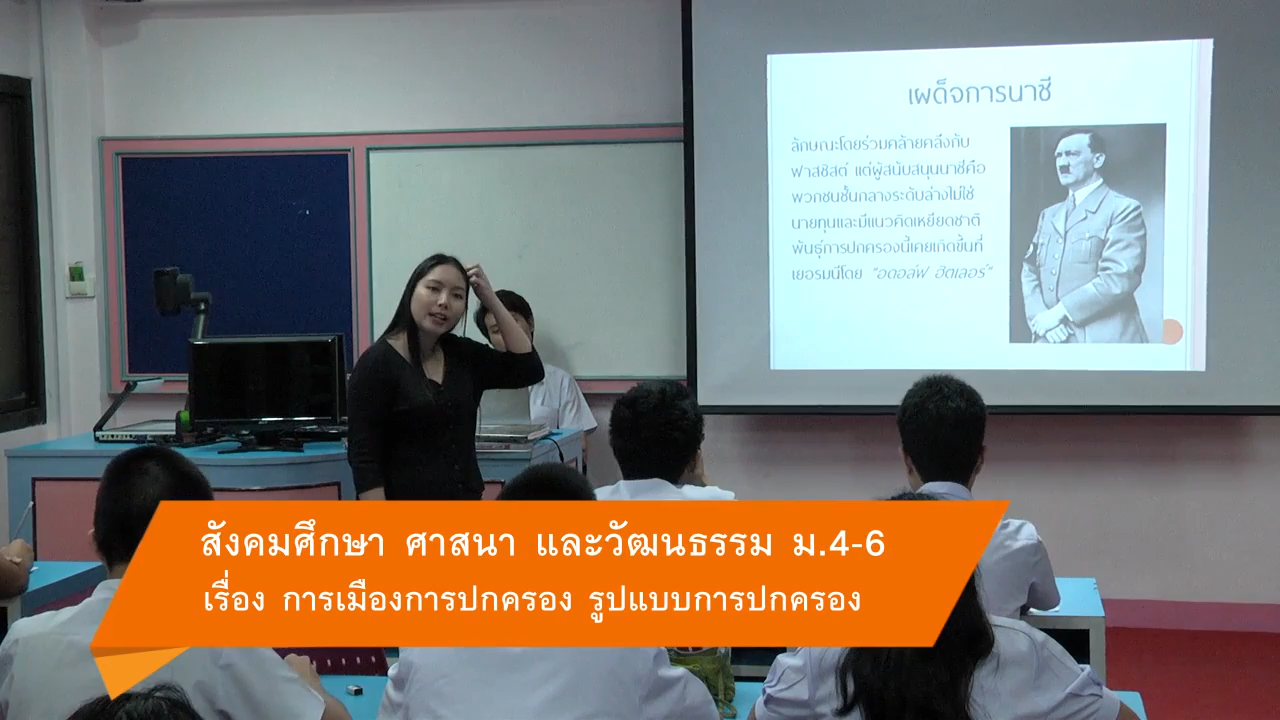 เผด็จการนาซี
ลักษณะโดยร่วมคล้ายคลึงกับ
ฟาสซิสต์ แต่ผู้สนับสนุนนาซีคือ
พวกชนชั้นกลางระดับล่างไม่ใช่
นายทุนและมีแนวคิดเหยียดชาติ
พันธุ์การปกครองนี้เคยเกิดขึ้นที่
เยอรมนีโดย "อดอล์ฟ ฮิตเลอร์"
สังคมศึกษา ศาสนา และวัฒนธรรม ม.4-6
เรื่อง การเมืองการปกครอง รูปแบบการปกครอง